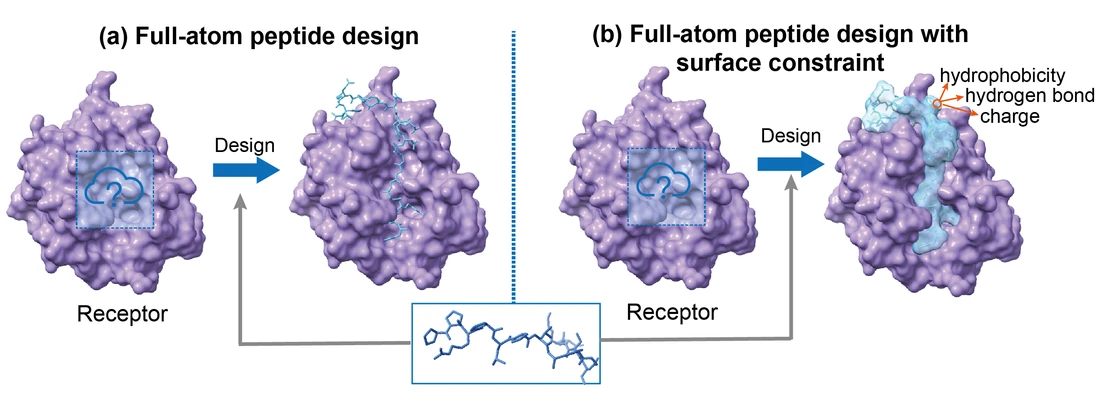 (a) Full-atom peptide design
Design
?
Receptor
(b) Full-atom peptide design with
surface constraint
hydrophobicity
hydrogen bond
charge
Design
?
Receptor